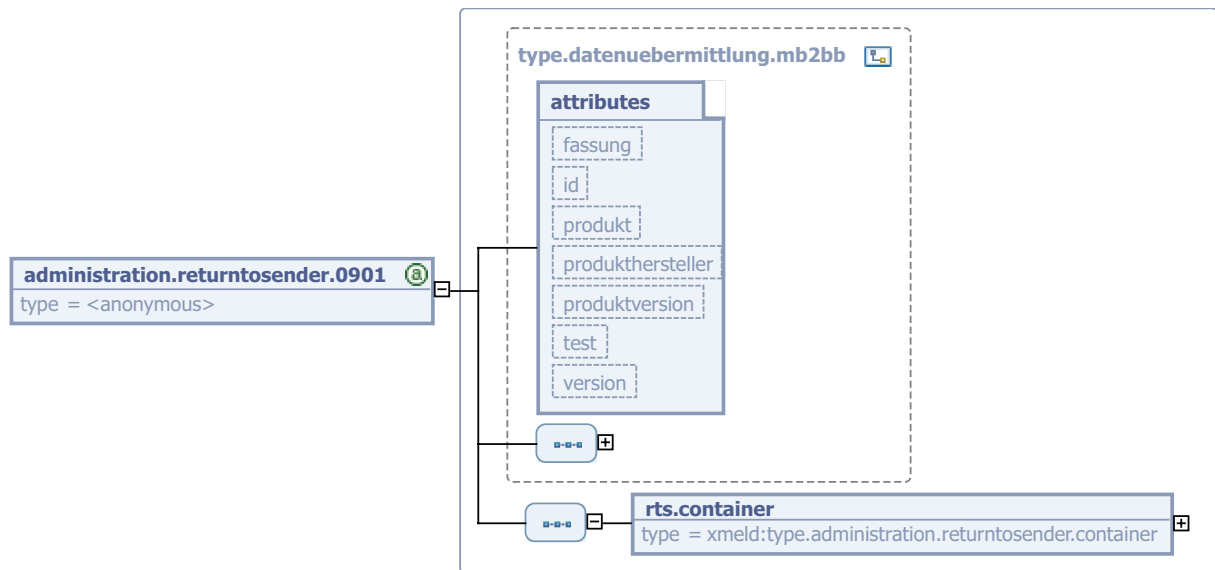 type.datenuebermittlung.mb2bb
attributes
fassung
id
produkt
produkthersteller
produktversion
test
version
administration.returntosender.0901 a
type = <anonymous>
rts.container
type = xmeld:type.administration.returntosender.container